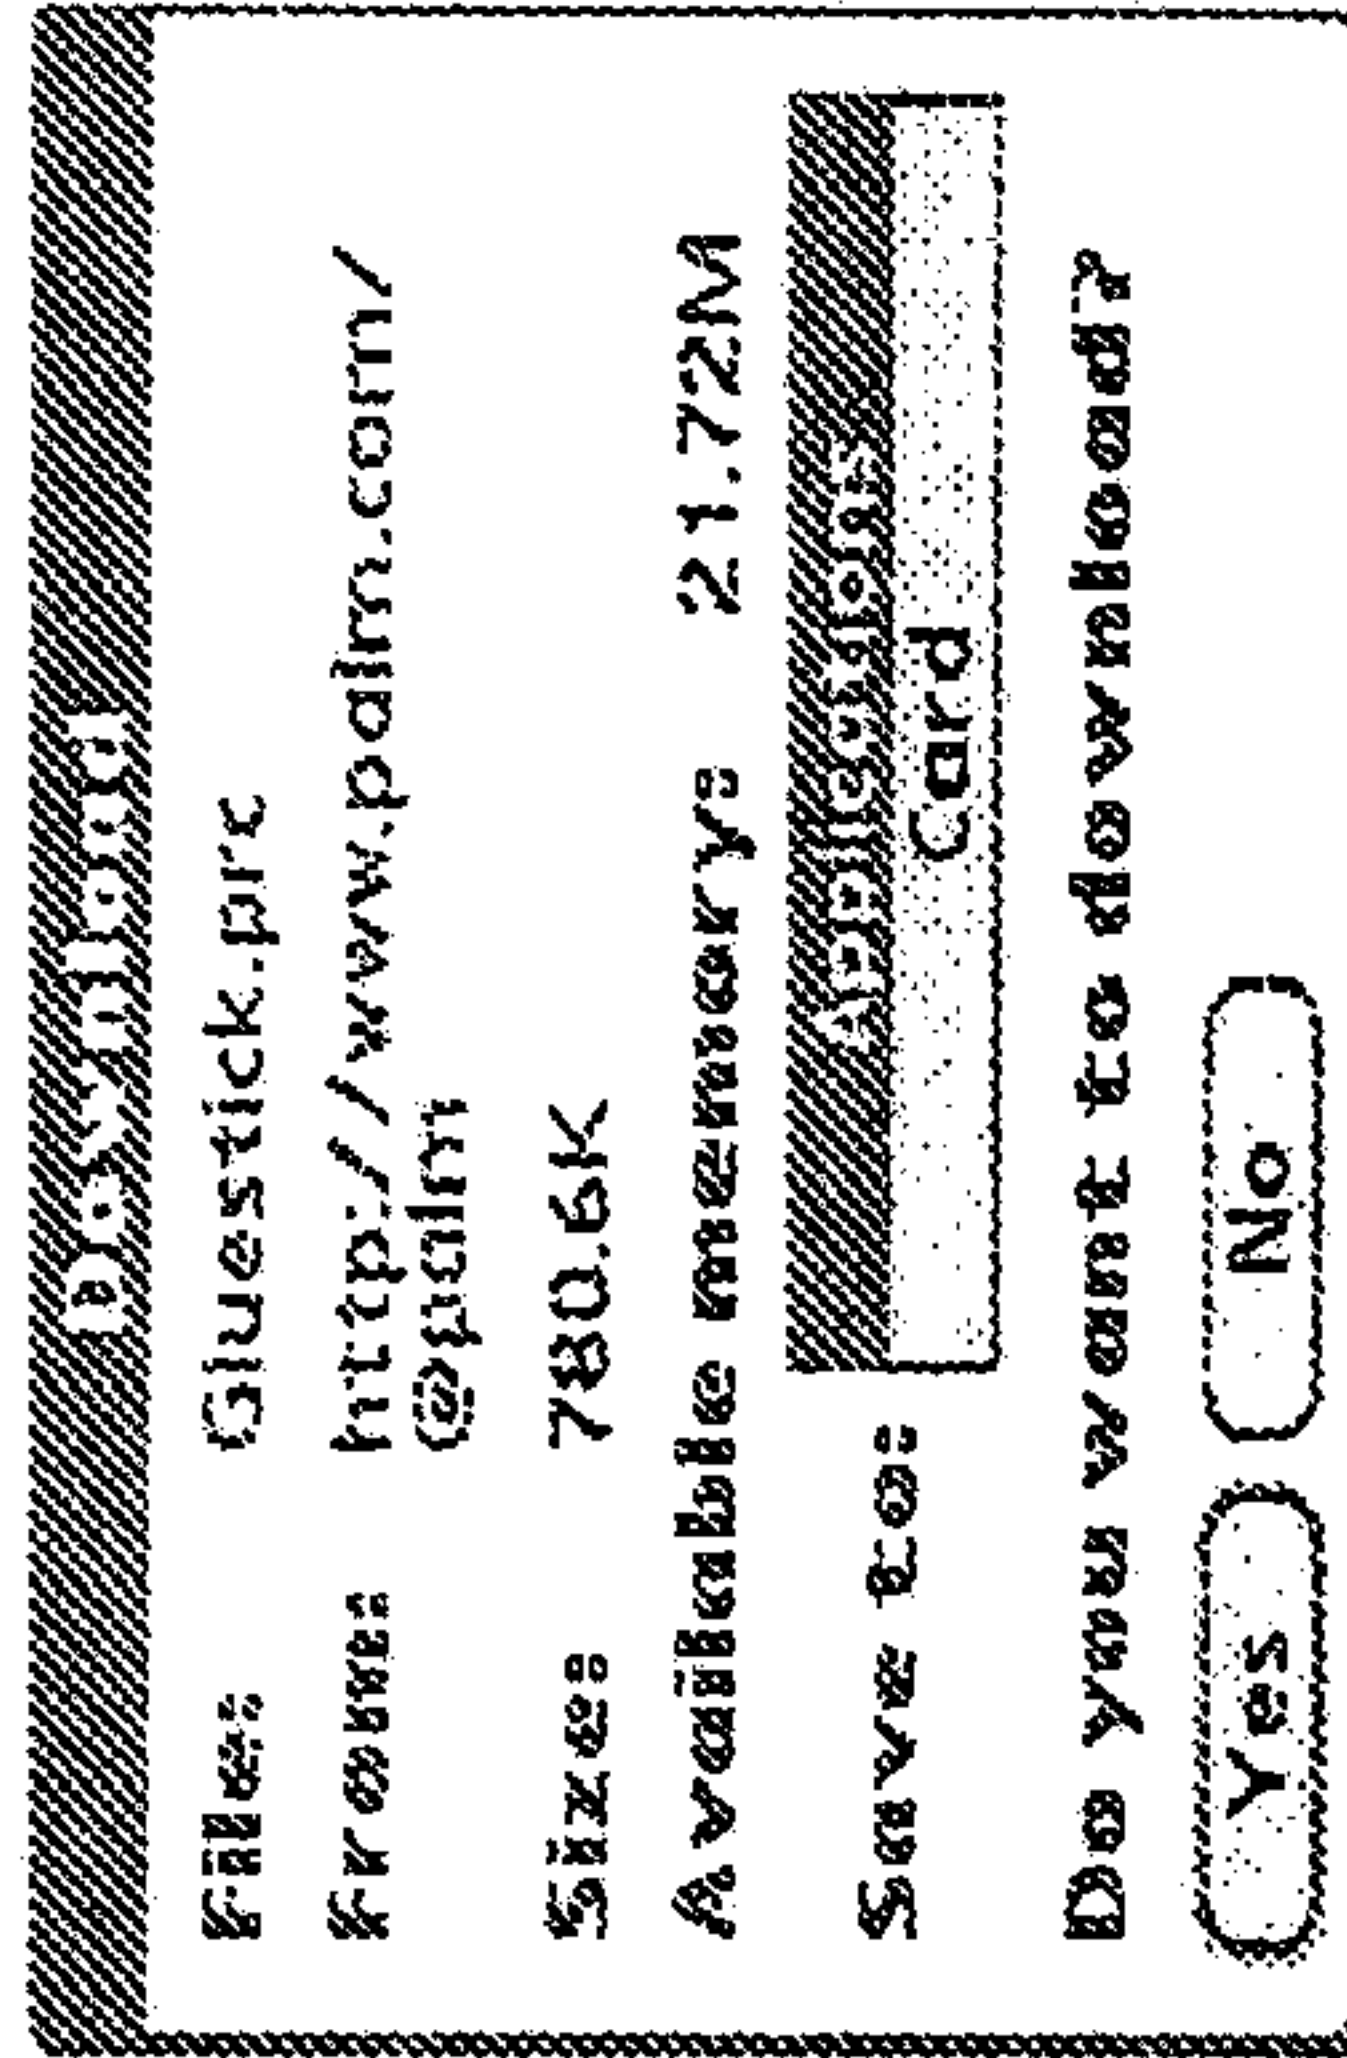 Download
File: Gluestick.prc
From: http://www.palm.com/
@palm
Size: 780.6K
Available memory: 21.72M
Save to: Applications
Card
Do you want to download?
Yes No